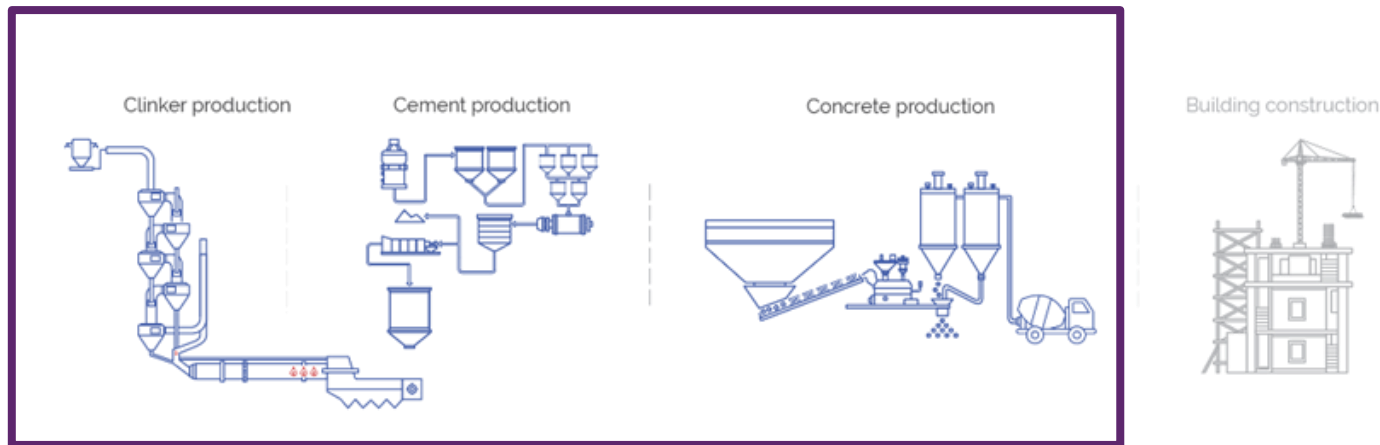 Clinker production
Cement production
Concrete production
Building construction